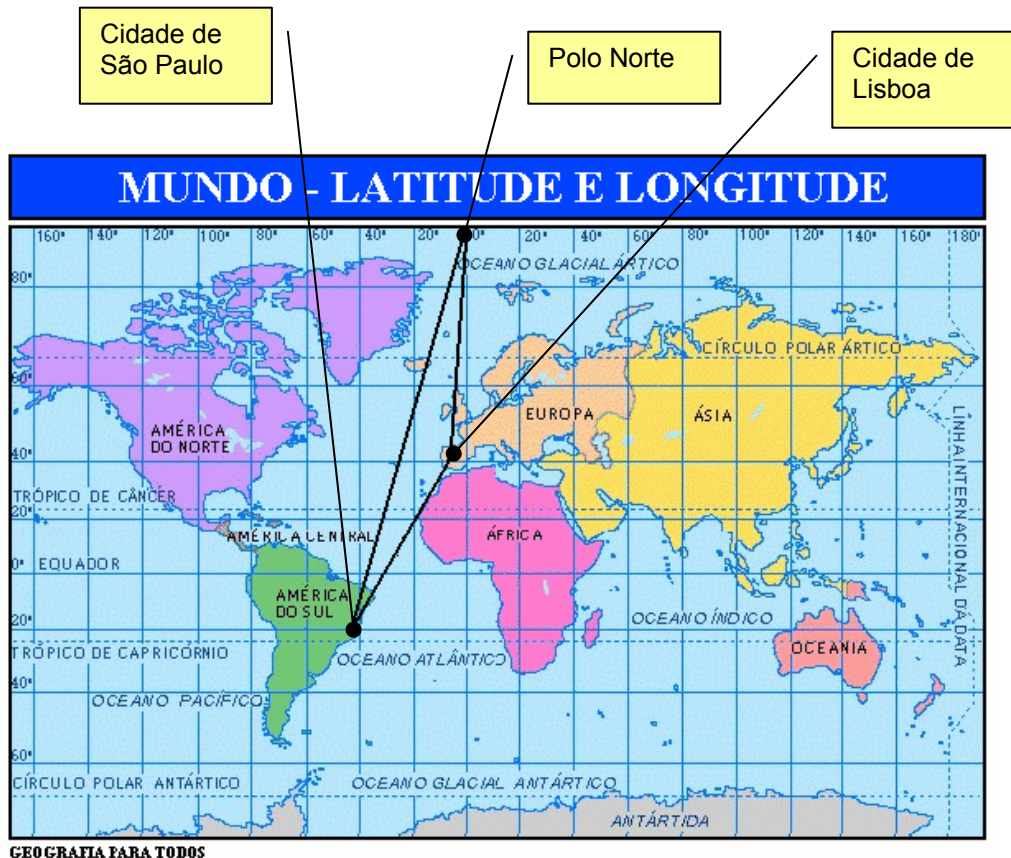 Cidade de
São Paulo
Polo Norte
Cidade de
Lisboa
MUNDO - LATITUDE E LONGITUDE
160° 140° 120° 100° 80° 60° 40° 20° 0° 20° 40° 60° 80° 100° 120° 140° 160° 180°
OCEANO GLACIAL ÁRTICO
80°
CÍRCULO POLAR ÁRTICO
60°
EUROPA
ÁSIA
AMÉRICA
DO NORTE
LINHA INTERNACIONAL DA DATA
40°
TRÓPICO DE CÂNCER
20°
AMÉRICA CENTRAL
ÁFRICA
0° EQUADOR
AMÉRICA
DO SUL
OCEANO ÍNDICO
20°
TRÓPICO DE CAPRICÓRNIO
OCEANO ATLÂNTICO
OCEANIA
40°
OCEANO PACÍFICO
60°
CÍRCULO POLAR ANTÁRTICO
OCEANO GLACIAL ANTÁRTICO
ANTÁRTIDA
GEOGRAFIA PARA TODOS